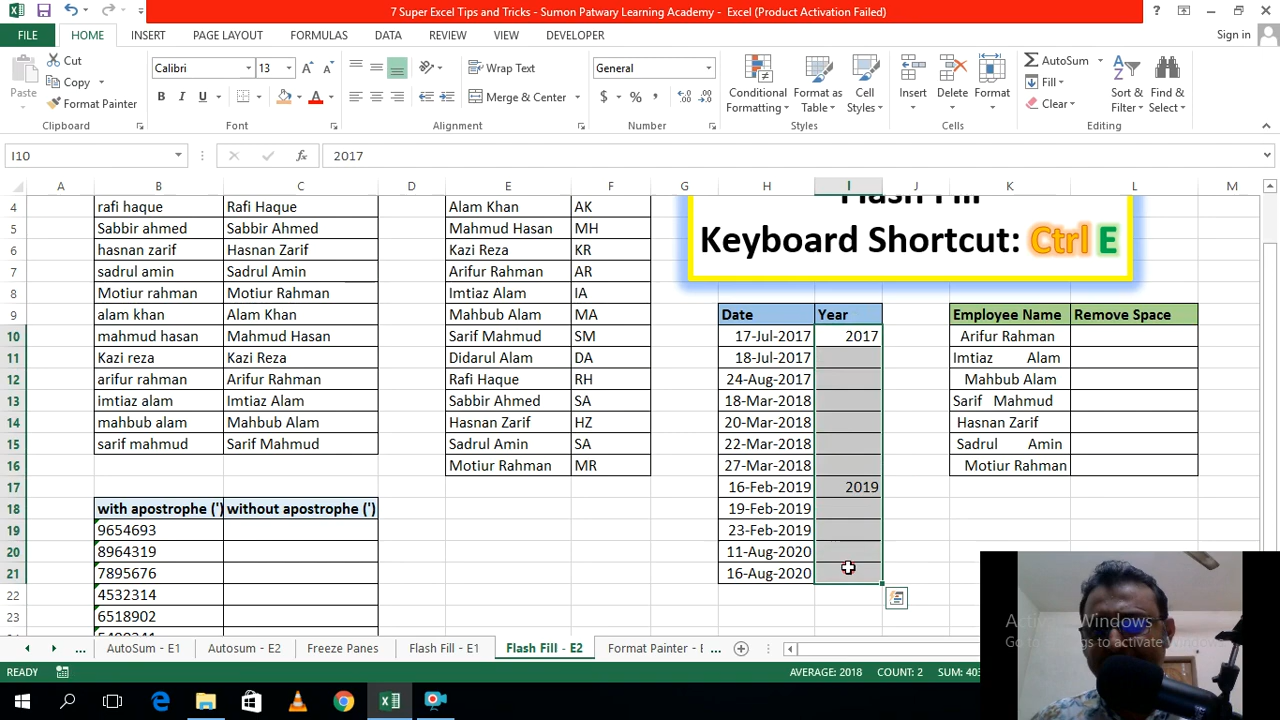 7 Super Excel Tips and Tricks - Sumon Patwary Learning Academy - Excel (Product Activation Failed)
FILE HOME INSERT PAGE LAYOUT FORMULAS DATA REVIEW VIEW DEVELOPER Sign in
Paste Cut Copy Format Painter
Calibri 13 B I U A
Wrap Text Merge & Center
General $ % ,
Conditional Formatting Format as Table Cell Styles
Insert Delete Format
AutoSum Fill Clear Sort & Filter Find & Select
Clipboard Font Alignment Number Styles Cells Editing
I10 fx 2017
A B C D E F G H I J K L M
Keyboard Shortcut: Ctrl E
4 rafi haque Rafi Haque Alam Khan AK
5 Sabbir ahmed Sabbir Ahmed Mahmud Hasan MH
6 hasnan zarif Hasnan Zarif Kazi Reza KR
7 sadrul amin Sadrul Amin Arifur Rahman AR
8 Motiur rahman Motiur Rahman Imtiaz Alam IA
9 alam khan Alam Khan Mahbub Alam MA Date Year Employee Name Remove Space
10 mahmud hasan Mahmud Hasan Sarif Mahmud SM 17-Jul-2017 2017 Arifur Rahman
11 Kazi reza Kazi Reza Didarul Alam DA 18-Jul-2017 Imtiaz Alam
12 arifur rahman Arifur Rahman Rafi Haque RH 24-Aug-2017 Mahbub Alam
13 imtiaz alam Imtiaz Alam Sabbir Ahmed SA 18-Mar-2018 Sarif Mahmud
14 mahbub alam Mahbub Alam Hasnan Zarif HZ 20-Mar-2018 Hasnan Zarif
15 sarif mahmud Sarif Mahmud Sadrul Amin SA 22-Mar-2018 Sadrul Amin
16 Motiur Rahman MR 27-Mar-2018 Motiur Rahman
17 16-Feb-2019 2019
18 with apostrophe (') without apostrophe (') 19-Feb-2019
19 9654693 23-Feb-2019
20 8964319 11-Aug-2020
21 7895676 16-Aug-2020
22 4532314
23 6518902
Activate Windows
Go to Settings to activate Windows.
... AutoSum - E1 Autosum - E2 Freeze Panes Flash Fill - E1 Flash Fill - E2 Format Painter - E ...
READY AVERAGE: 2018 COUNT: 2 SUM: 403